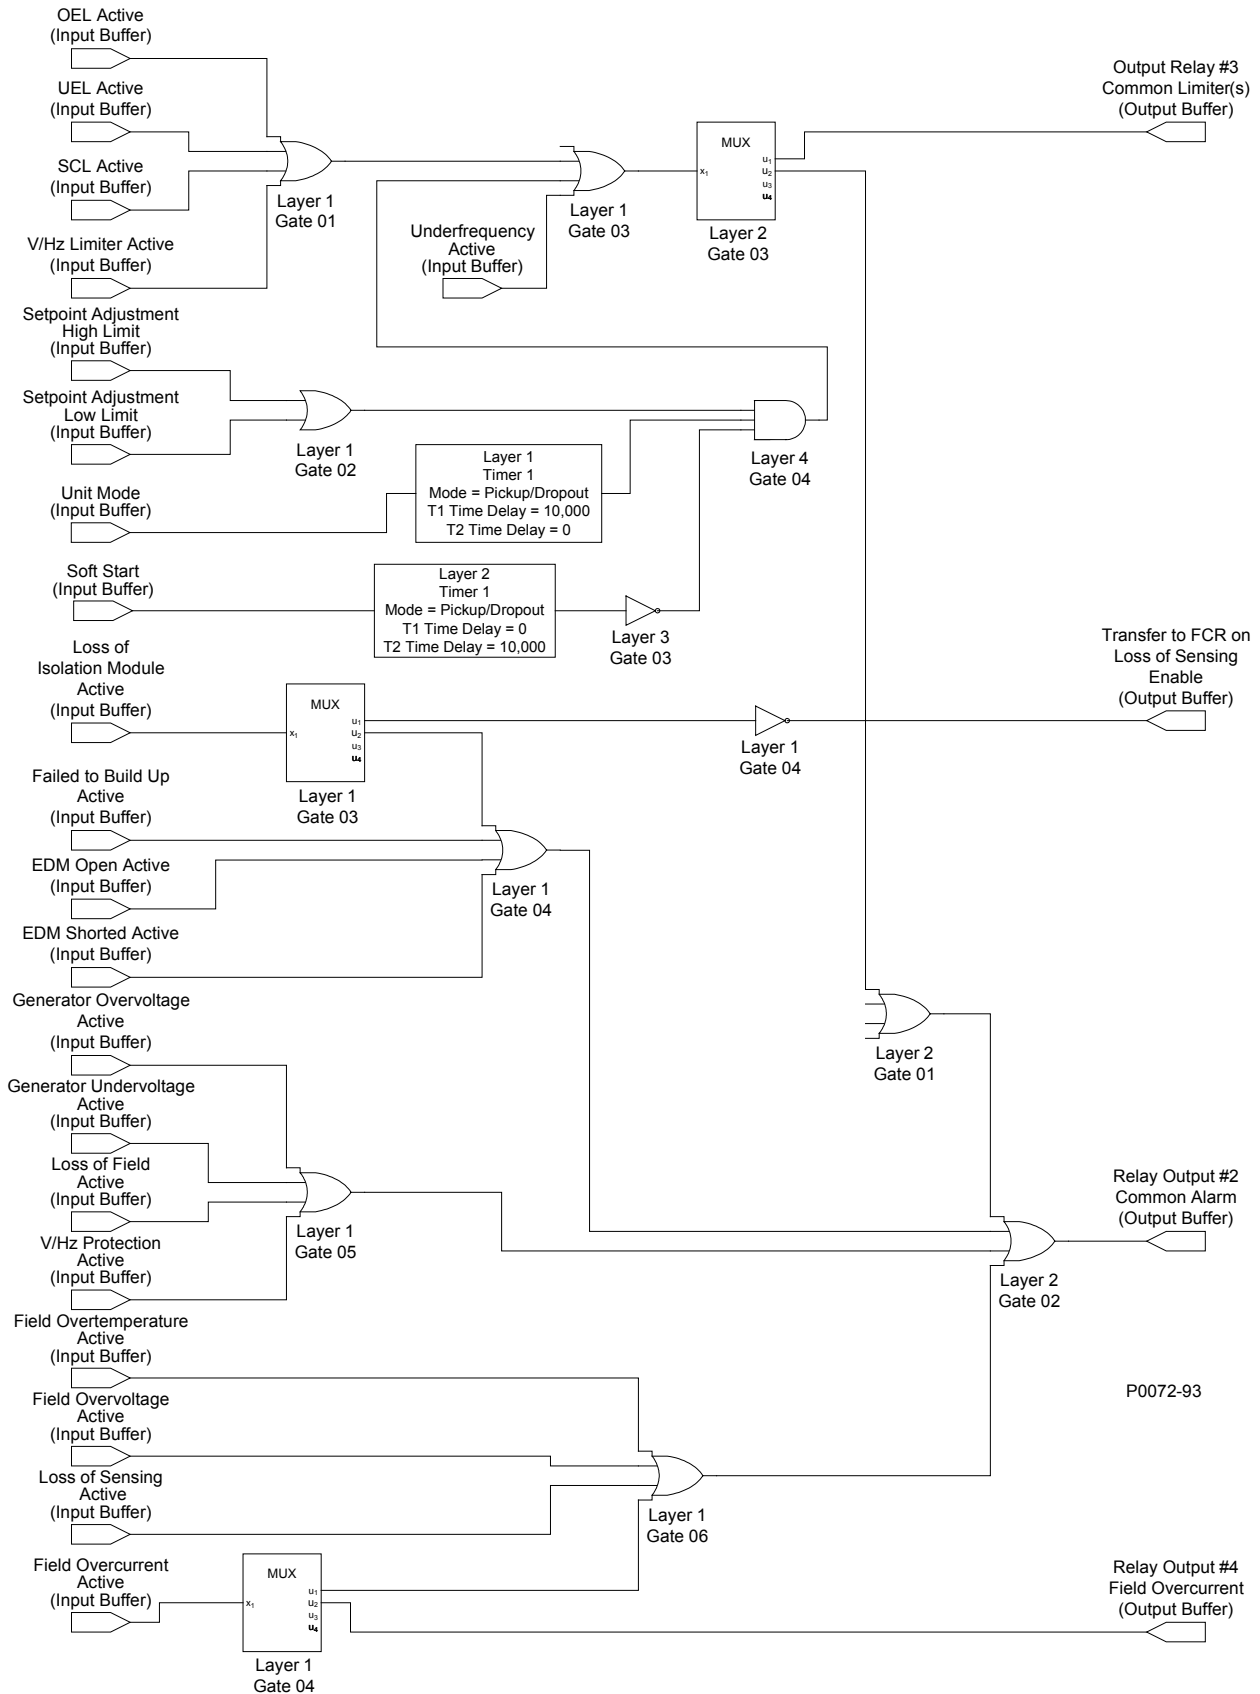 OEL Active
(Input Buffer)
UEL Active
(Input Buffer)
SCL Active
(Input Buffer)
V/Hz Limiter Active
(Input Buffer)
Layer 1
Gate 01
Underfrequency
Active
(Input Buffer)
Layer 1
Gate 03
MUX
x1
u1
u2
u3
u4
Layer 2
Gate 03
Output Relay #3
Common Limiter(s)
(Output Buffer)
Setpoint Adjustment
High Limit
(Input Buffer)
Setpoint Adjustment
Low Limit
(Input Buffer)
Layer 1
Gate 02
Layer 4
Gate 04
Unit Mode
(Input Buffer)
Layer 1
Timer 1
Mode = Pickup/Dropout
T1 Time Delay = 10,000
T2 Time Delay = 0
Soft Start
(Input Buffer)
Layer 2
Timer 1
Mode = Pickup/Dropout
T1 Time Delay = 0
T2 Time Delay = 10,000
Layer 3
Gate 03
Loss of
Isolation Module
Active
(Input Buffer)
MUX
x1
u1
u2
u3
u4
Layer 1
Gate 03
Layer 1
Gate 04
Transfer to FCR on
Loss of Sensing
Enable
(Output Buffer)
Failed to Build Up
Active
(Input Buffer)
EDM Open Active
(Input Buffer)
EDM Shorted Active
(Input Buffer)
Layer 1
Gate 04
Generator Overvoltage
Active
(Input Buffer)
Generator Undervoltage
Active
(Input Buffer)
Loss of Field
Active
(Input Buffer)
V/Hz Protection
Active
(Input Buffer)
Layer 1
Gate 05
Layer 2
Gate 01
Layer 2
Gate 02
Relay Output #2
Common Alarm
(Output Buffer)
Field Overtemperature
Active
(Input Buffer)
Field Overvoltage
Active
(Input Buffer)
Loss of Sensing
Active
(Input Buffer)
Layer 1
Gate 06
P0072-93
Field Overcurrent
Active
(Input Buffer)
MUX
x1
u1
u2
u3
u4
Layer 1
Gate 04
Relay Output #4
Field Overcurrent
(Output Buffer)